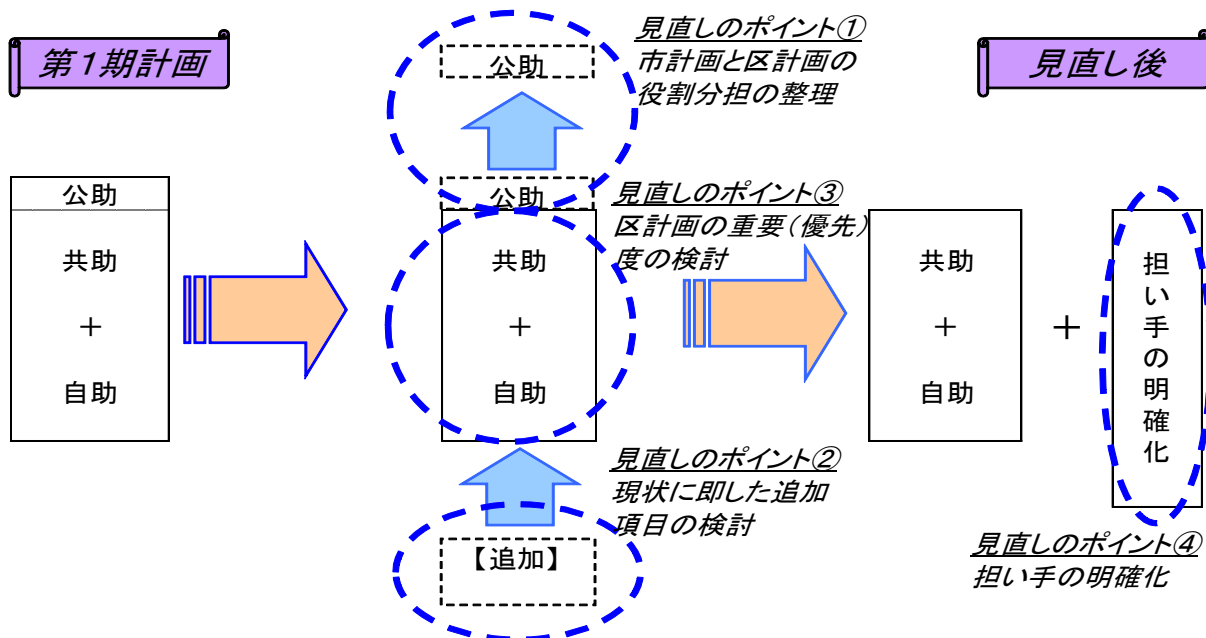 第１期計画
公助
共助
＋
自助
公助
見直しのポイント①
市計画と区計画の
役割分担の整理
公助
共助
＋
自助
見直しのポイント③
区計画の重要（優先）
度の検討
【追加】
見直しのポイント②
現状に即した追加
項目の検討
見直し後
共助
＋
自助
＋
担い手の明確化
見直しのポイント④
担い手の明確化